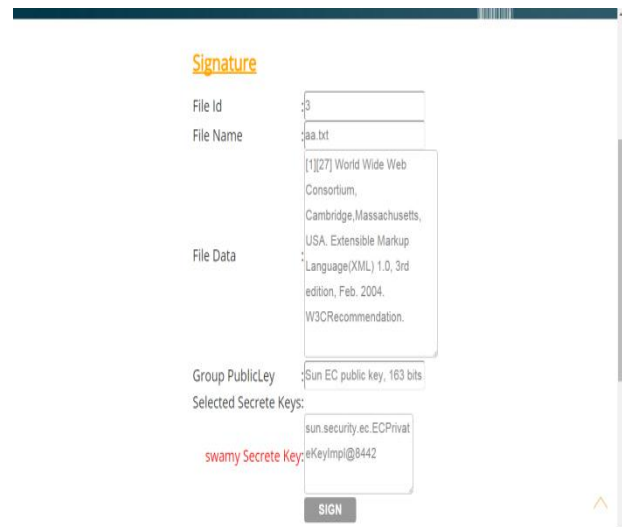 Signature
File Id :3
File Name :aa.txt
[1][27] World Wide Web
Consortium,
Cambridge,Massachusetts,
USA. Extensible Markup
File Data : Language(XML) 1.0, 3rd
edition, Feb. 2004.
W3CRecommendation.
Group PublicLey :Sun EC public key, 163 bits
Selected Secrete Keys:
sun.security.ec.ECPrivat
swamy Secrete Key:eKeyImpl@8442
SIGN